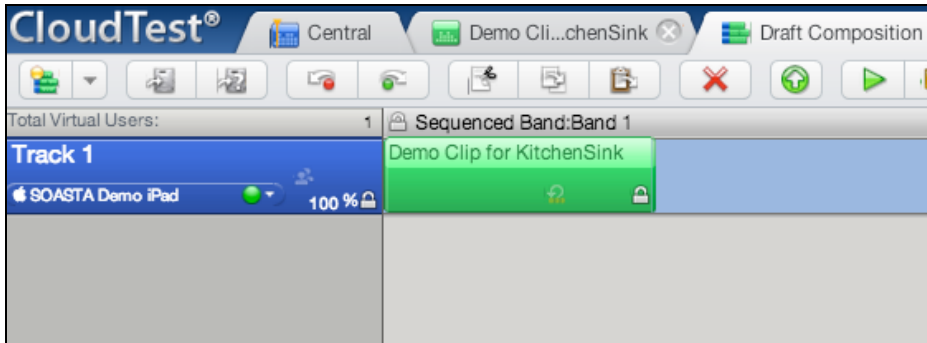 CloudTest®
Central
Demo Cli...chenSink
Draft Composition
Total Virtual Users: 1
Sequenced Band:Band 1
Track 1
Demo Clip for KitchenSink
SOASTA Demo iPad
100 %